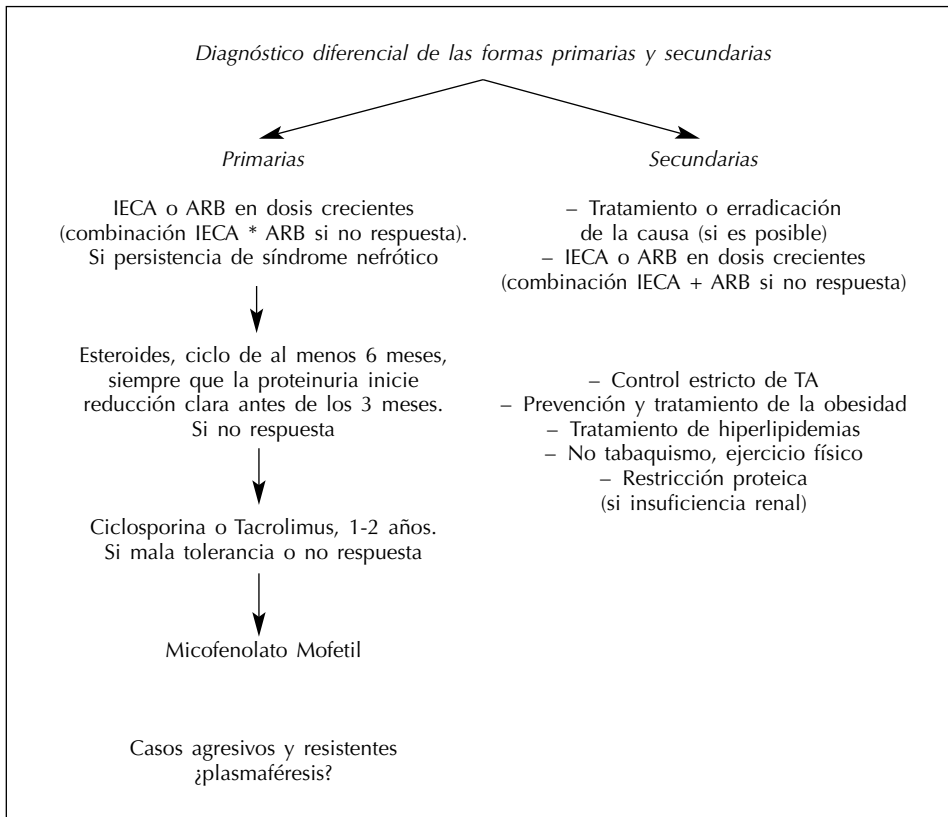 Diagnóstico diferencial de las formas primarias y secundarias
Primarias
IECA o ARB en dosis crecientes
(combinación IECA * ARB si no respuesta).
Si persistencia de síndrome nefrótico
Esteroides, ciclo de al menos 6 meses,
siempre que la proteinuria inicie
reducción clara antes de los 3 meses.
Si no respuesta
Ciclosporina o Tacrolimus, 1-2 años.
Si mala tolerancia o no respuesta
Micofenolato Mofetil
Casos agresivos y resistentes
¿plasmaféresis?
Secundarias
– Tratamiento o erradicación
de la causa (si es posible)
– IECA o ARB en dosis crecientes
(combinación IECA + ARB si no respuesta)
– Control estricto de TA
– Prevención y tratamiento de la obesidad
– Tratamiento de hiperlipidemias
– No tabaquismo, ejercicio físico
– Restricción proteica
(si insuficiencia renal)